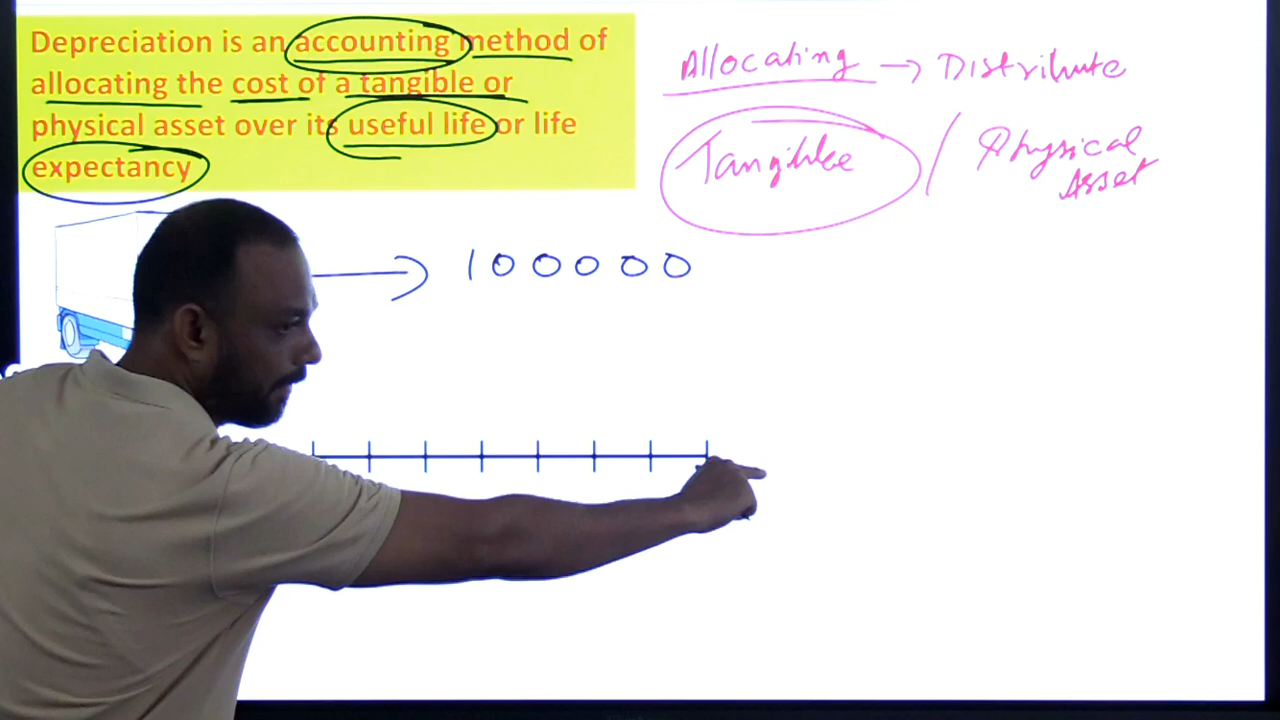 Depreciation is an accounting method of
allocating the cost of a tangible or
physical asset over its useful life or life
expectancy
Allocating → Distribute
Tangible / Physical
Asset
→ 100000